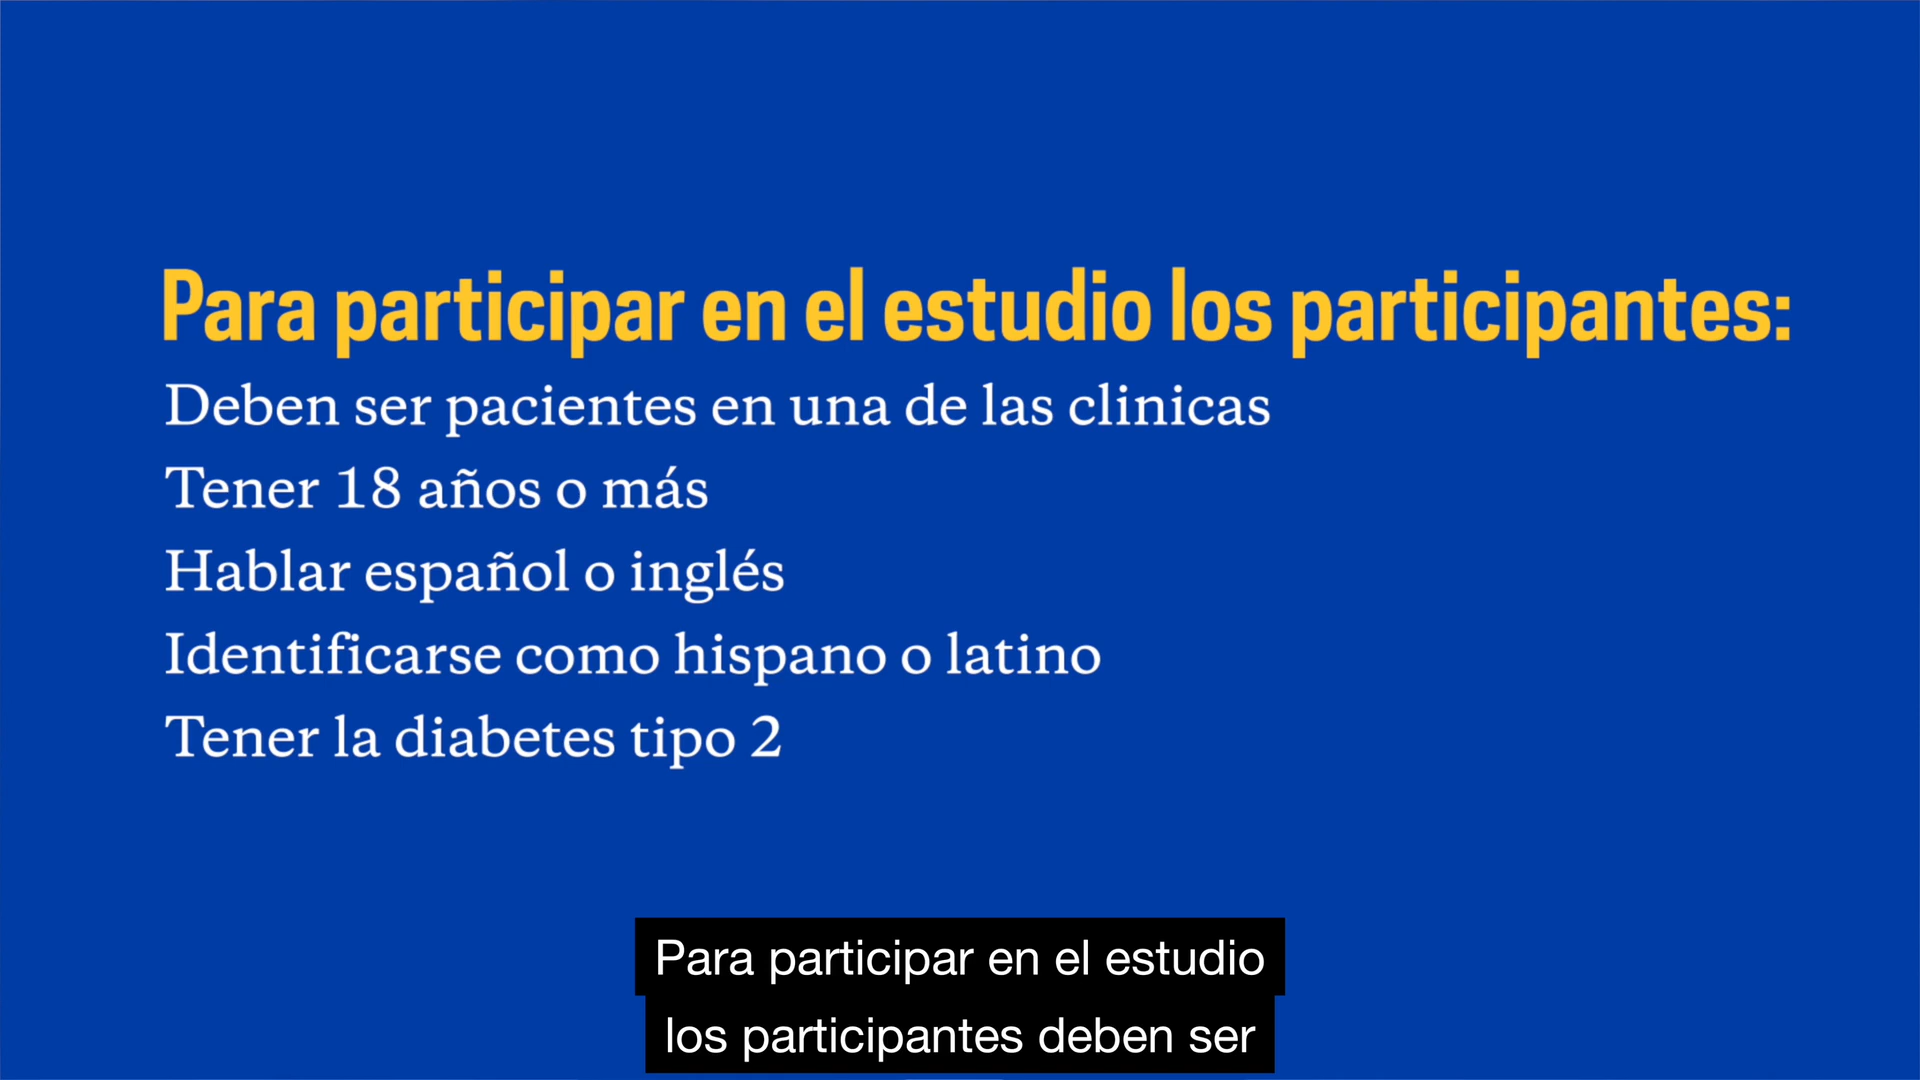 Para participar en el estudio los participantes:
Deben ser pacientes en una de las clinicas
Tener 18 años o más
Hablar español o inglés
Identificarse como hispano o latino
Tener la diabetes tipo 2
Para participar en el estudio
los participantes deben ser